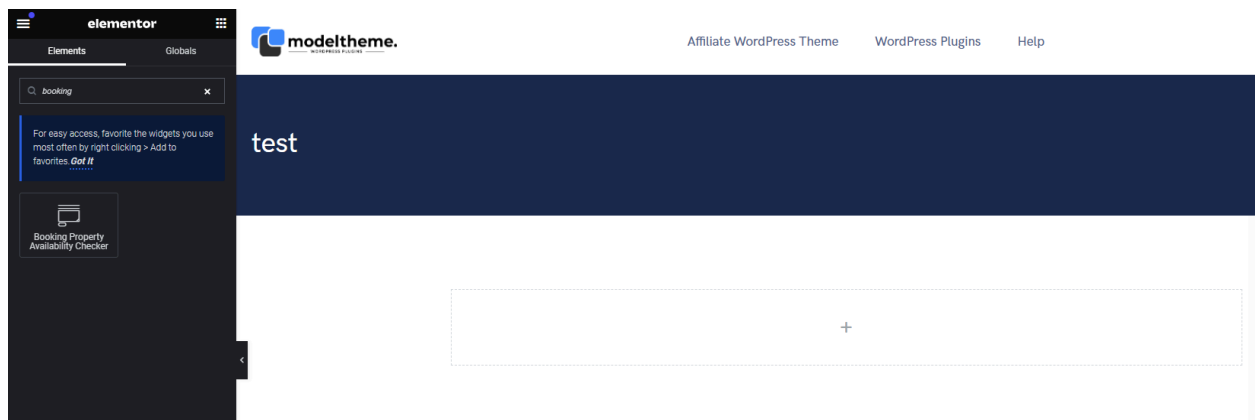 elementor
Elements Globals
booking
For easy access, favorite the widgets you use
most often by right clicking > Add to
favorites. Got It
Booking Property
Availability Checker
modeltheme.
WORDPRESS PLUGINS
Affiliate WordPress Theme WordPress Plugins Help
test